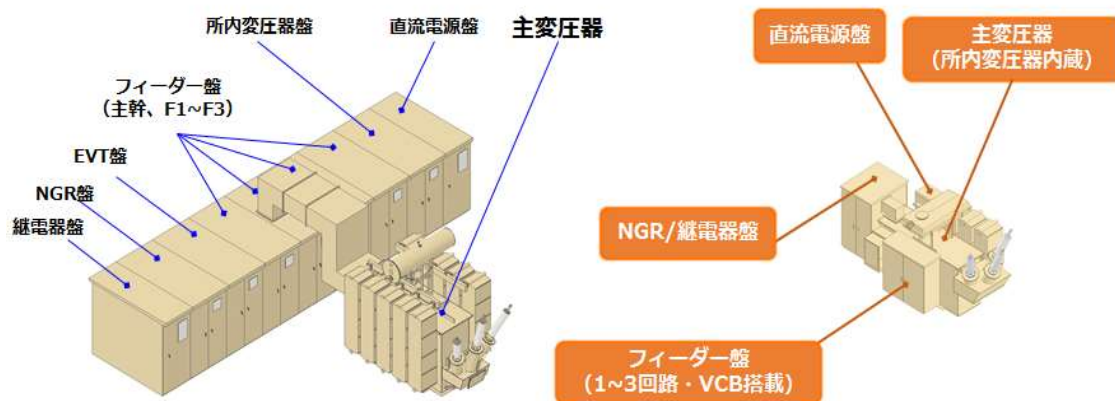 所内変圧器盤
直流電源盤
主変圧器
フィーダー盤
（主幹、F1~F3）
EVT盤
NGR盤
継電器盤
直流電源盤
主変圧器
(所内変圧器内蔵)
NGR/継電器盤
フィーダー盤
(1~3回路・VCB搭載)